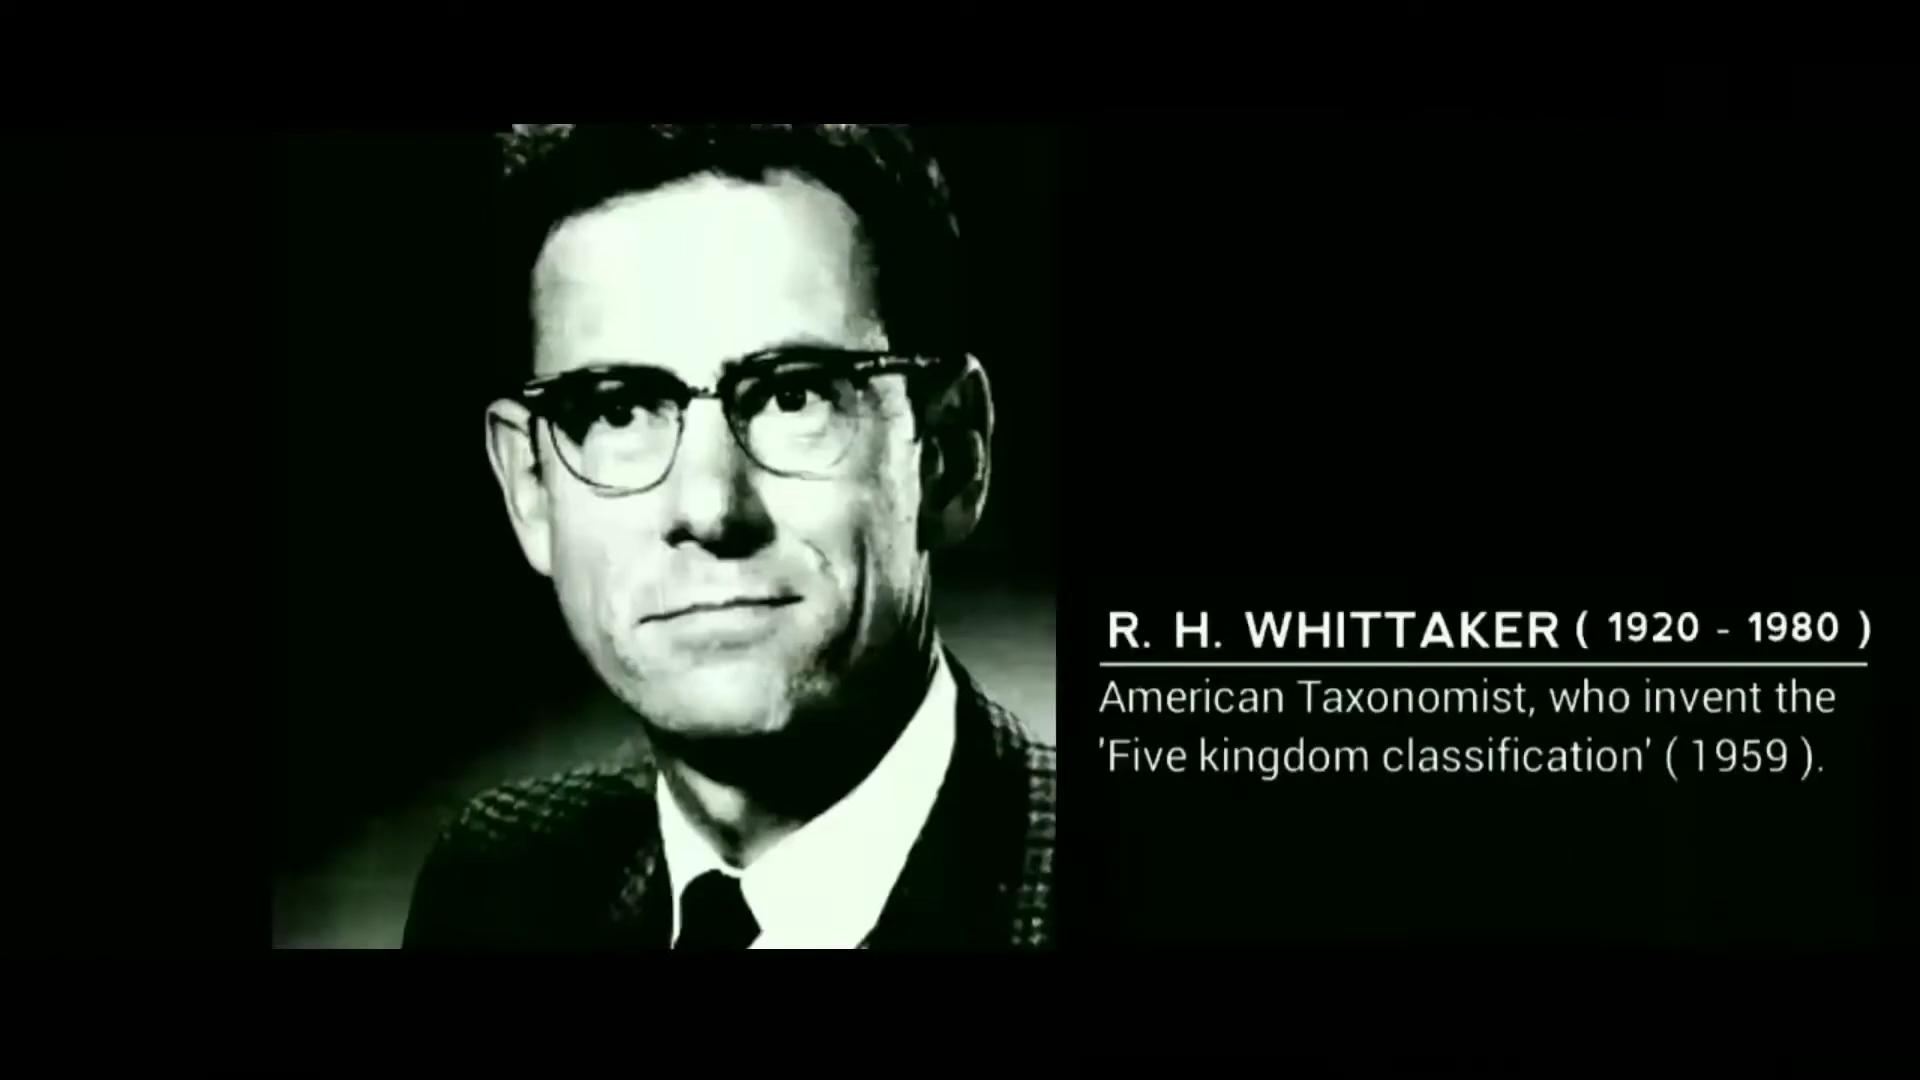 R. H. WHITTAKER ( 1920 - 1980 )
American Taxonomist, who invent the
'Five kingdom classification' ( 1959 ).